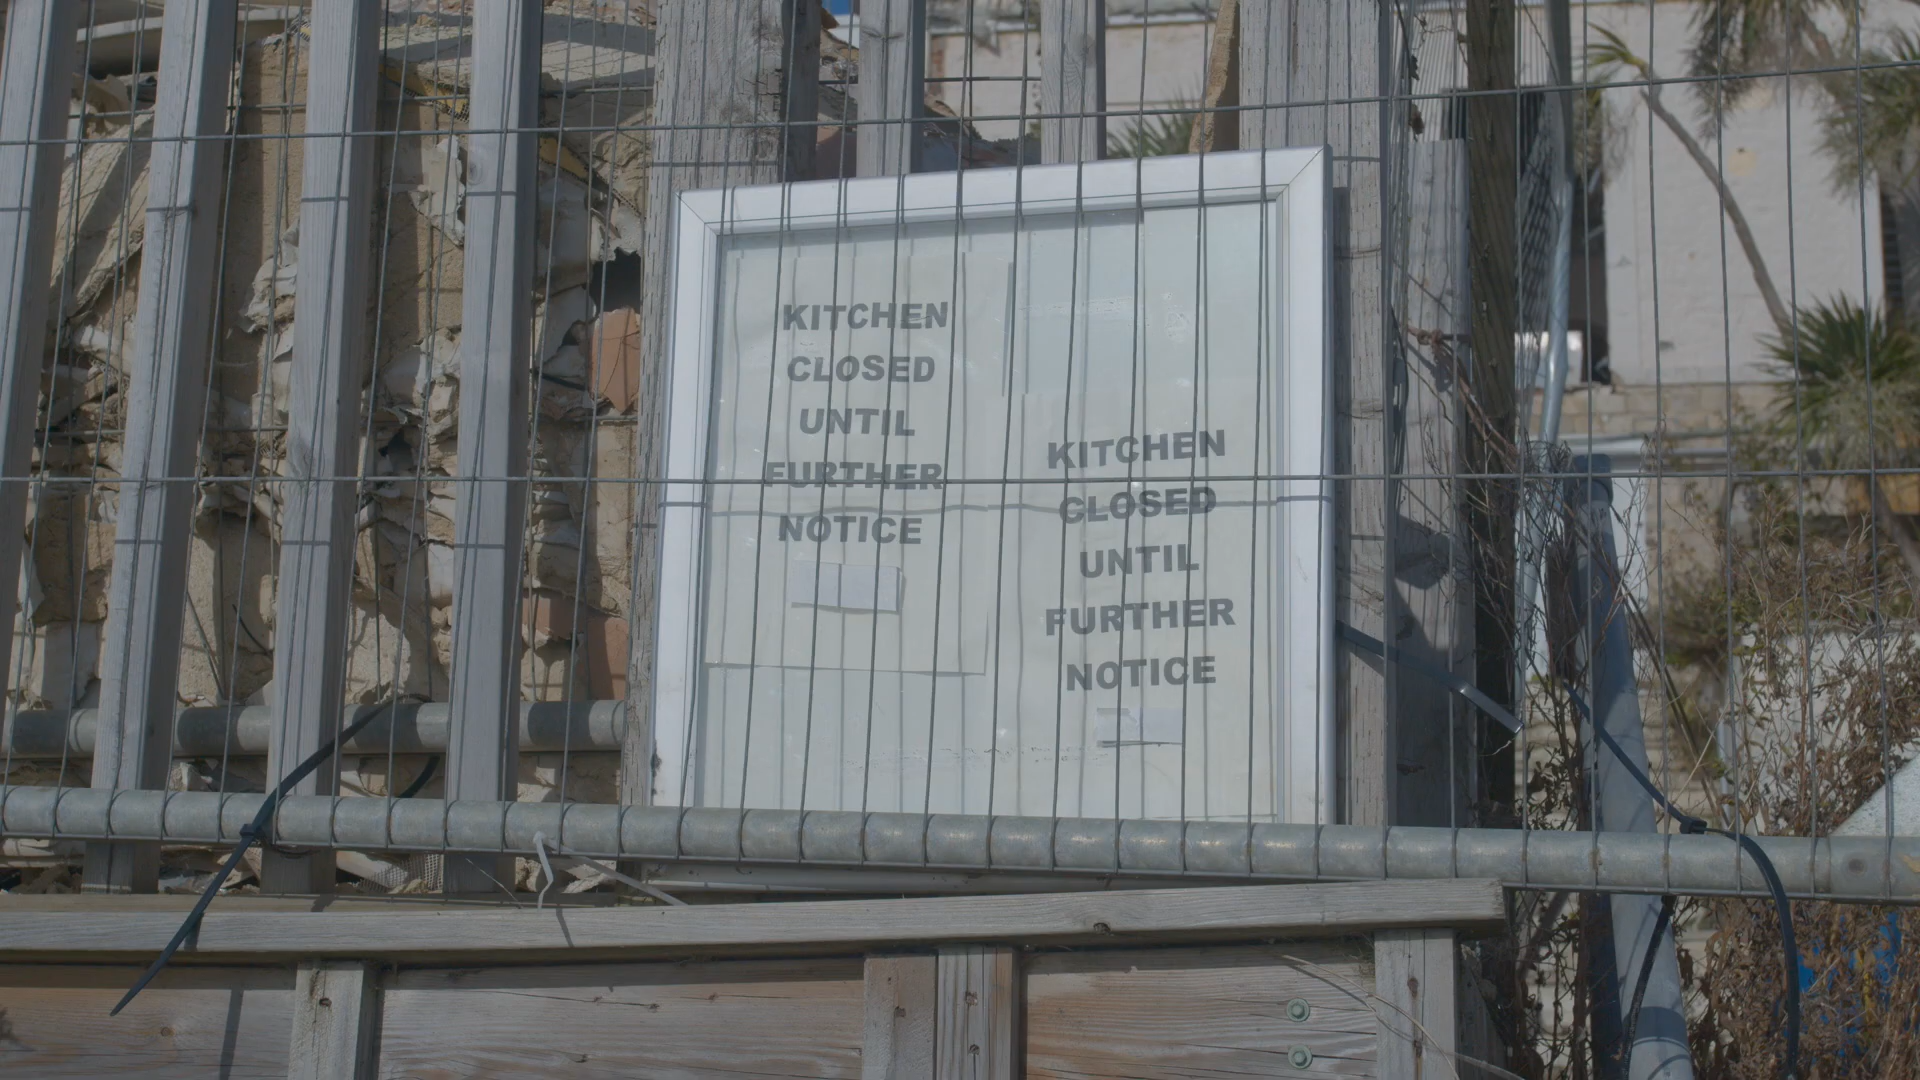 KITCHEN
CLOSED
UNTIL
FURTHER
NOTICE
KITCHEN
CLOSED
UNTIL
FURTHER
NOTICE